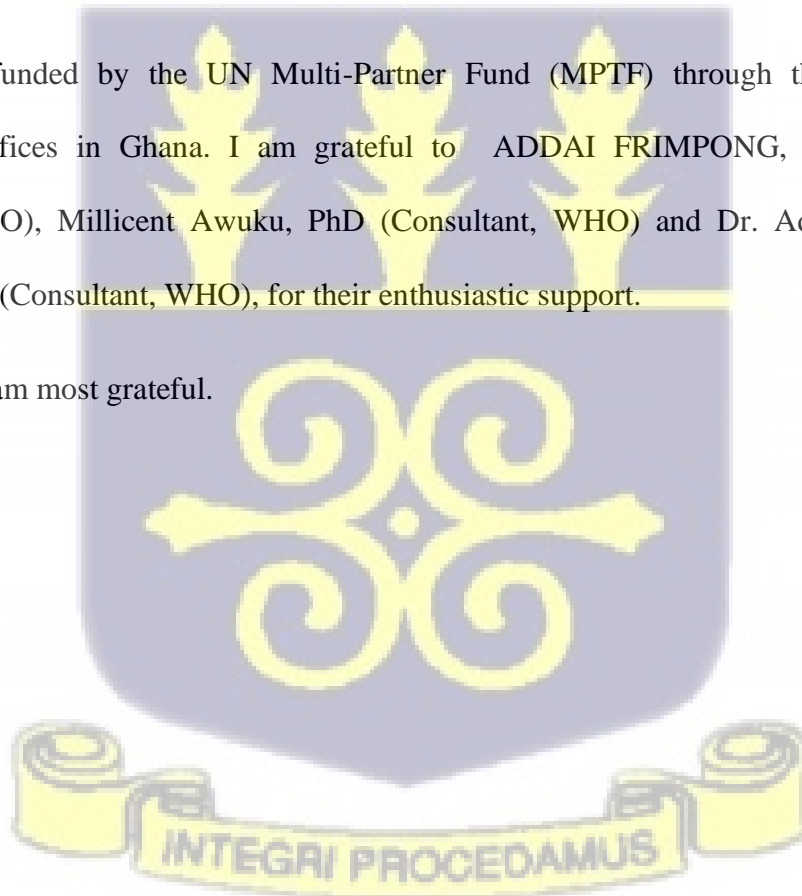 funded by the UN Multi-Partner Fund (MPTF) through
fices in Ghana. I am grateful to ADDAI FRIMPONG,
O), Millicent Awuku, PhD (Consultant, WHO) and Dr.
(Consultant, WHO), for their enthusiastic support.
am most grateful.
INTEGRI PROCEDAMUS